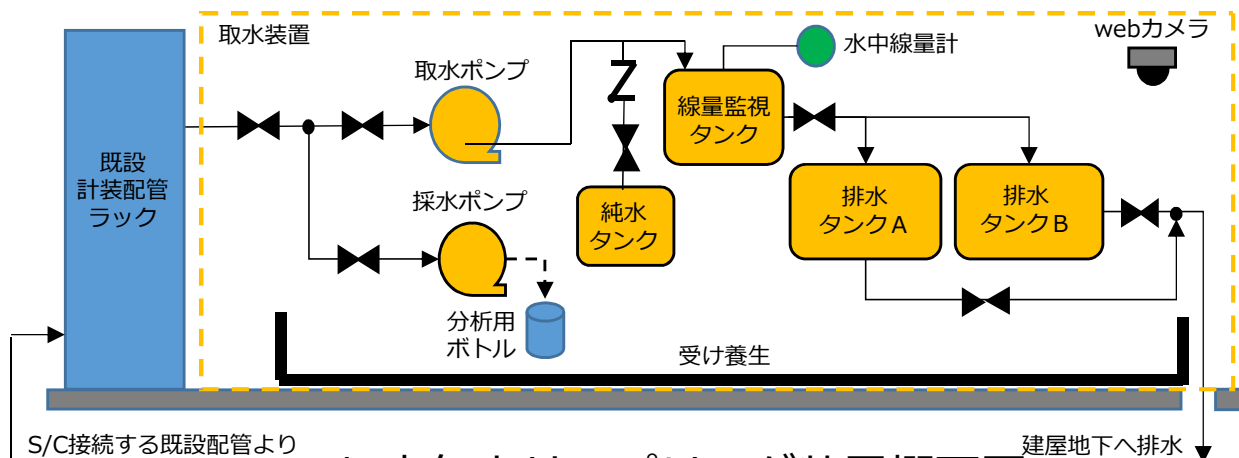 取水装置
webカメラ
水中線量計
取水ポンプ
線量監視
タンク
既設
計装配管
ラック
採水ポンプ
純水
タンク
排水
タンクA
排水
タンクB
分析用
ボトル
受け養生
S/C接続する既設配管より
建屋地下へ排水